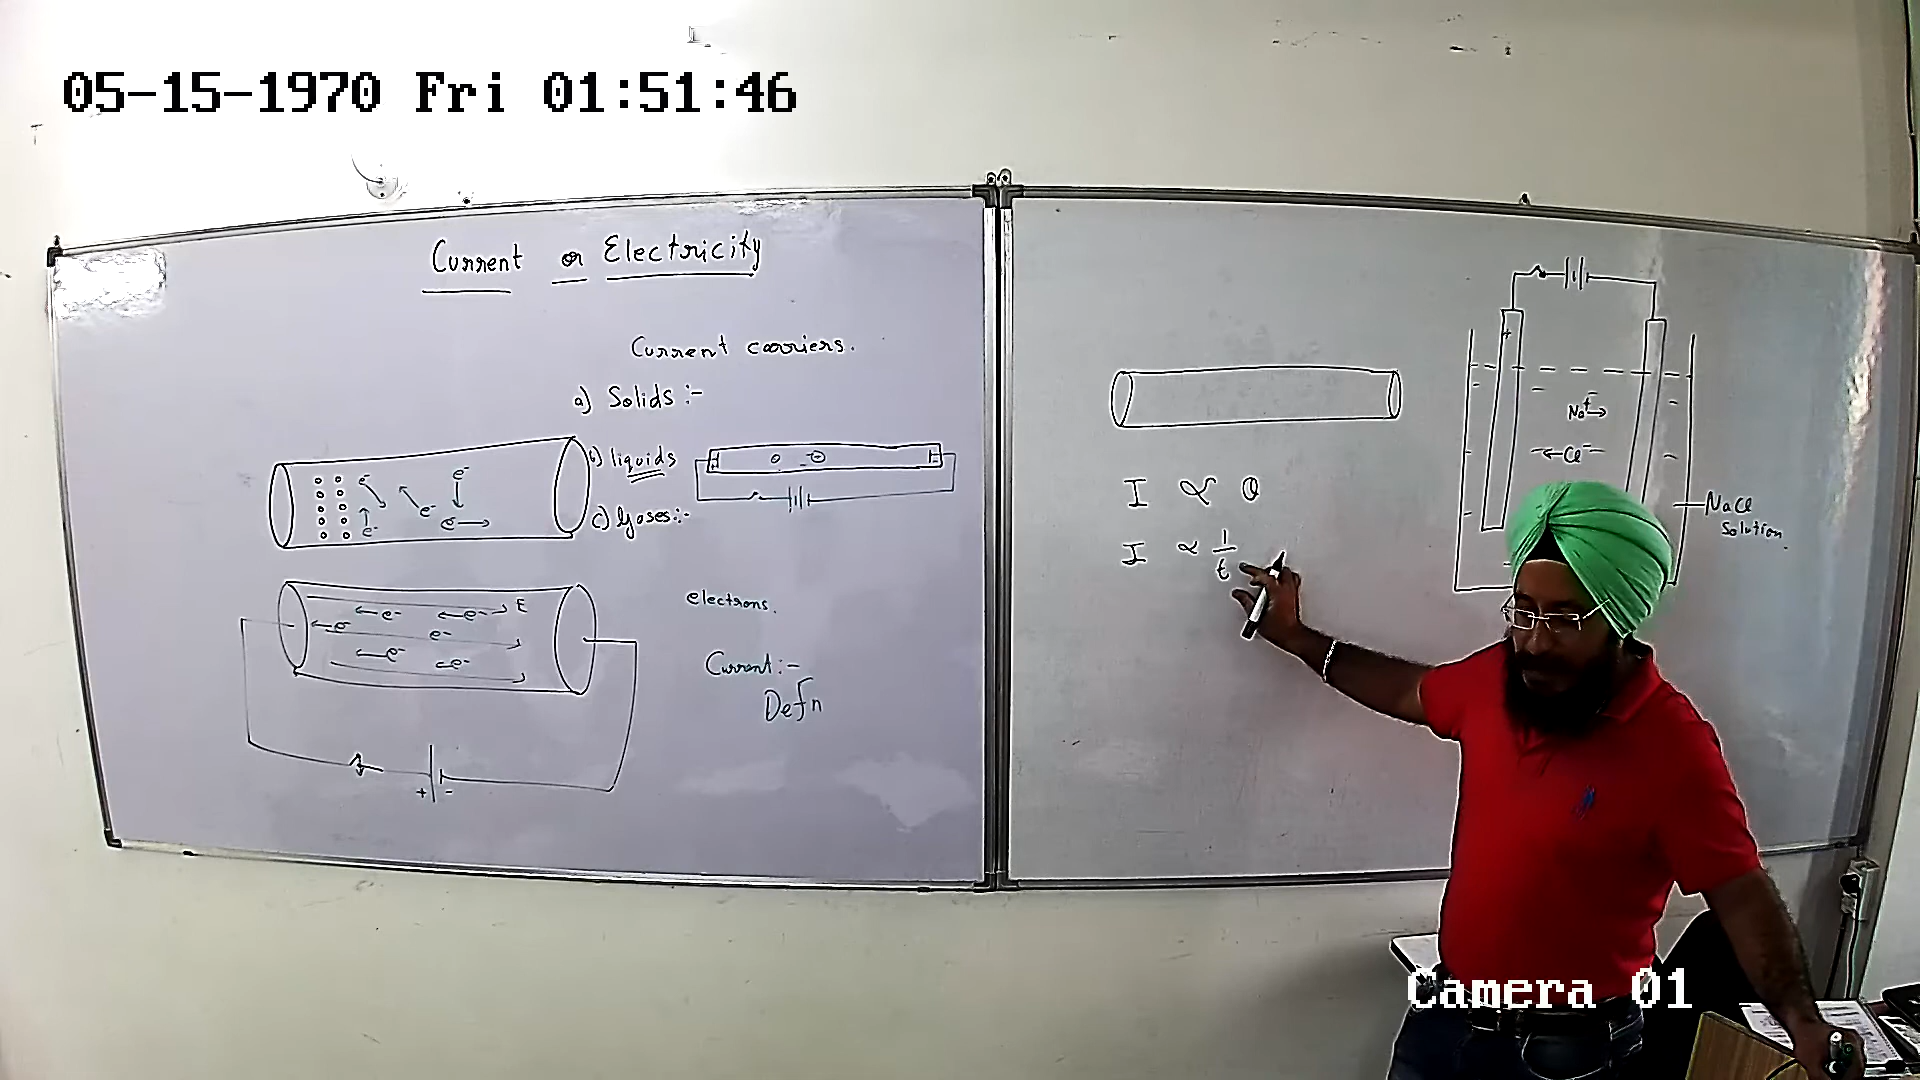 05-15-1970 Fri 01:51:46
Current or Electricity
Current carriers.
a) Solids :-
b) liquids
c) Gases:-
e-
e-
e-
e-
e-
electrons.
E
e-
e-
e-
e-
e-
e-
Current :-
Defn
+ -
I ∝ Q
I ∝ 1/t
+
Na+
Cl-
NaCl
Solution.
Camera 01